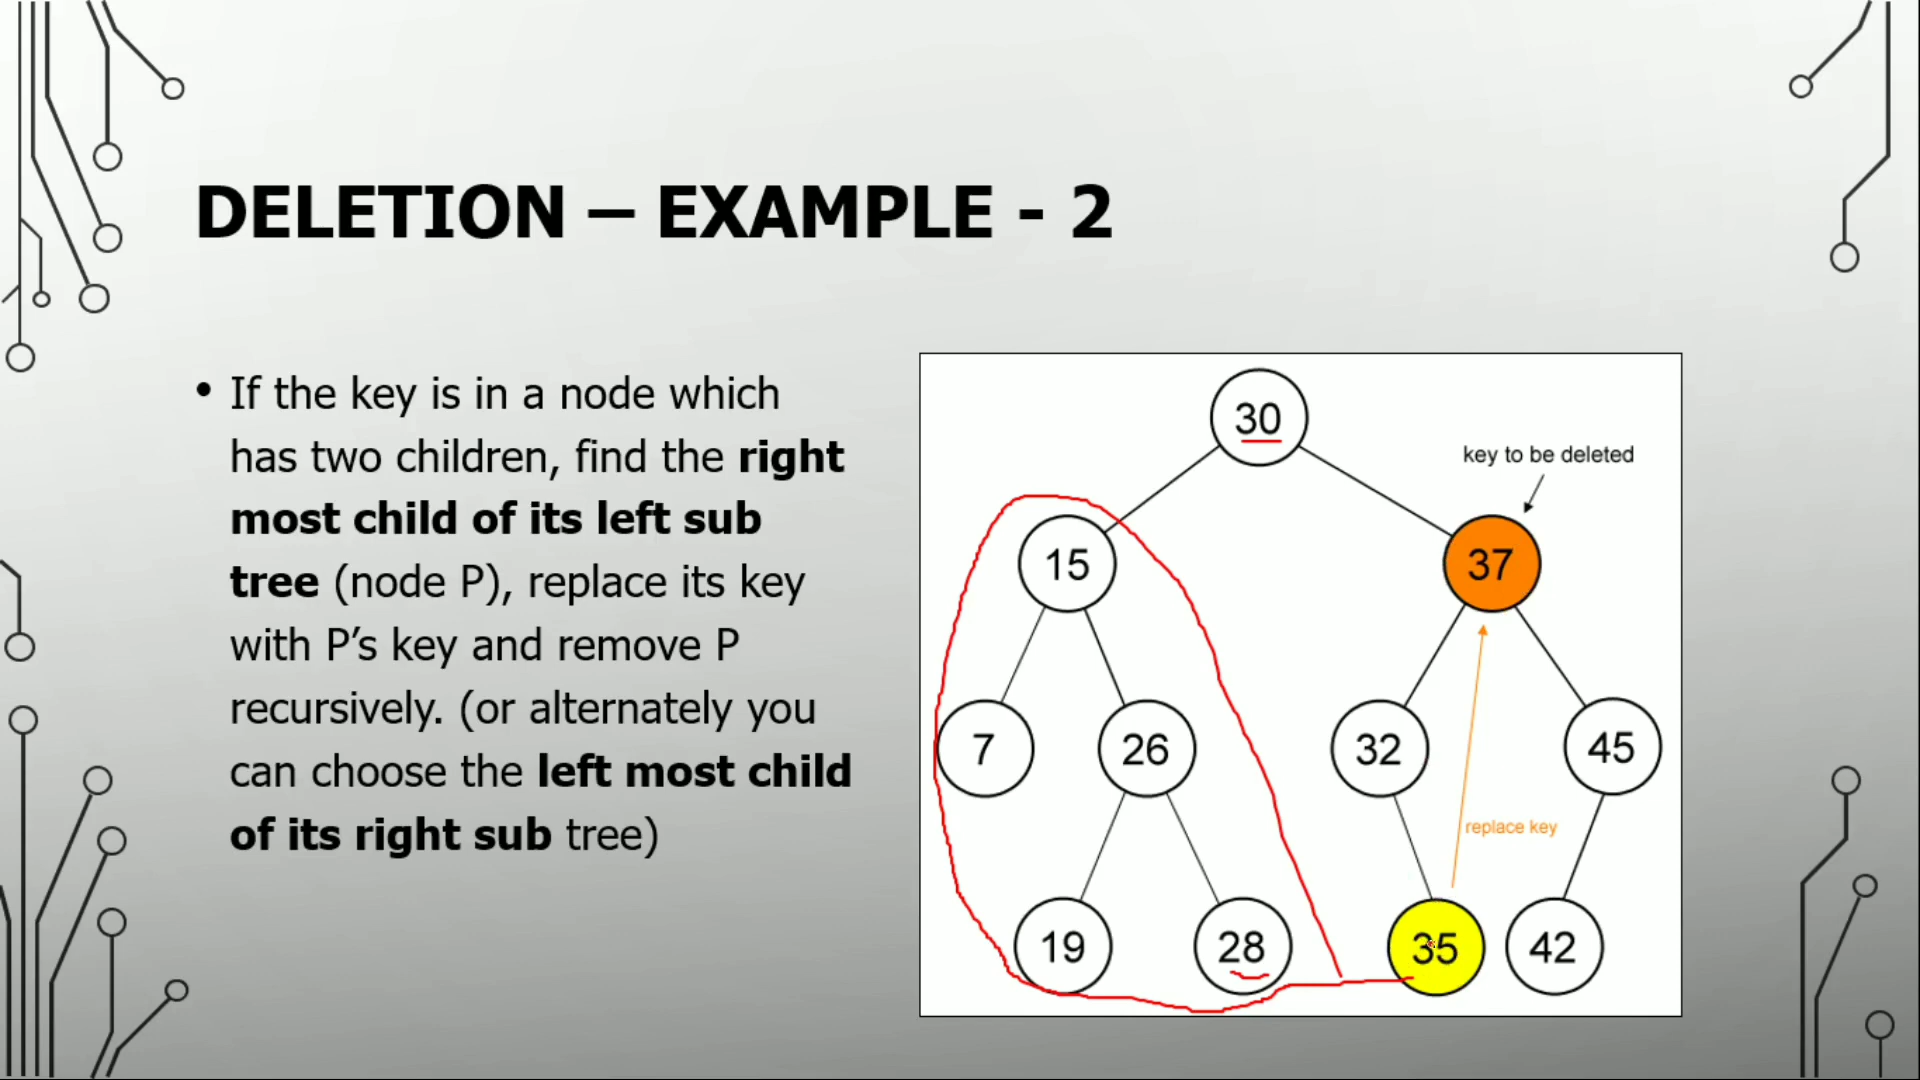 DELETION – EXAMPLE - 2
• If the key is in a node which
has two children, find the right
most child of its left sub
tree (node P), replace its key
with P’s key and remove P
recursively. (or alternately you
can choose the left most child
of its right sub tree)
30
key to be deleted
15
37
7
26
32
45
replace key
19
28
35
42